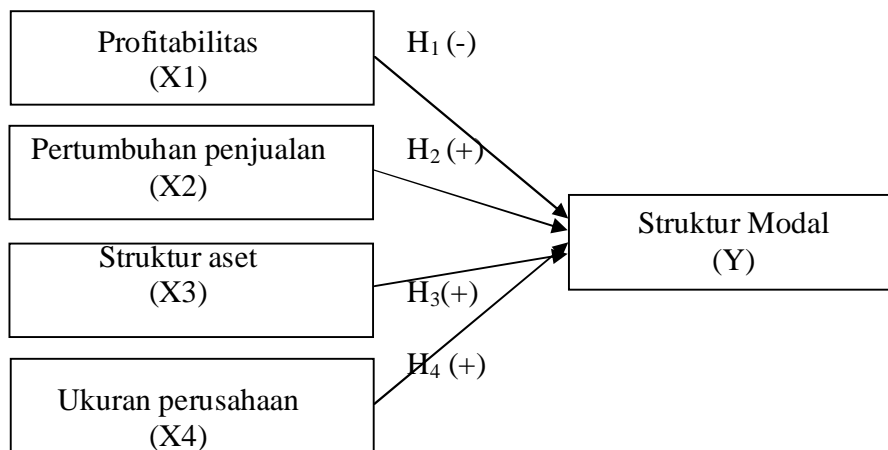 Profitabilitas
(X1)
H₁ (-)
Pertumbuhan penjualan
(X2)
H₂ (+)
Struktur aset
(X3)
H₃(+)
Ukuran perusahaan
(X4)
H₄ (+)
Struktur Modal
(Y)